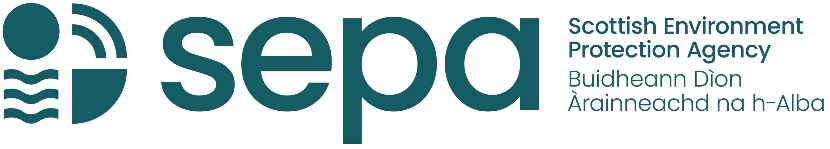 sepa
Scottish Environment
Protection Agency
Buidheann Dìon
Àrainneachd na h-Alba